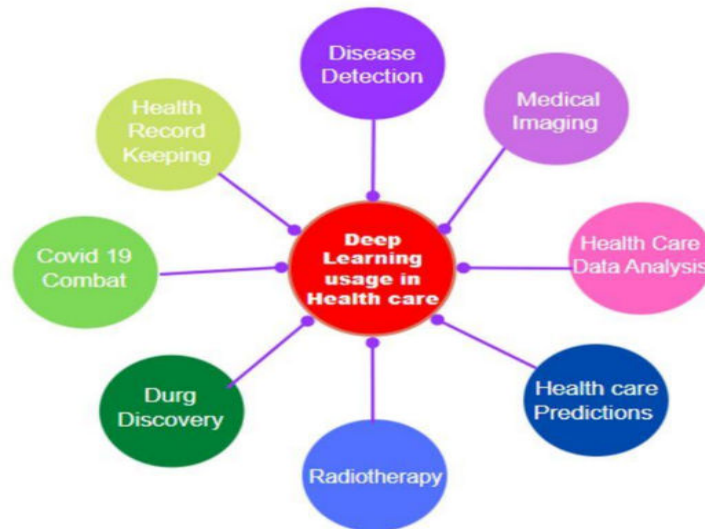 Disease
Detection
Medical
Imaging
Health Care
Data Analysis
Health care
Predictions
Radiotherapy
Durg
Discovery
Covid 19
Combat
Health
Record
Keeping
Deep
Learning
usage in
Health care